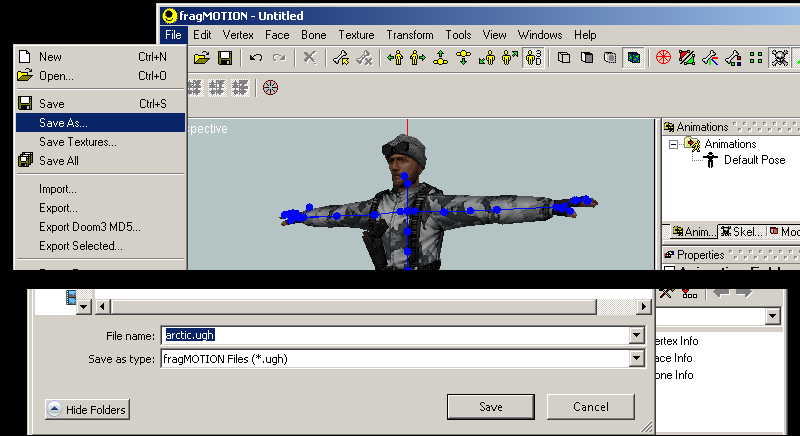 fragMOTION - Untitled
File Edit Vertex Face Bone Texture Transform Tools View Windows Help
New Ctrl+N
Open... Ctrl+O
Save Ctrl+S
Save As...
Save Textures...
Save All
Import...
Export...
Export Doom3 MD5...
Export Selected...
spective
Animations
Animations
Default Pose
Anim... Skel... Mod
Properties
File name: arctic.ugh
Save as type: fragMOTION Files (*.ugh)
Hide Folders Save Cancel
ertex Info
ace Info
one Info